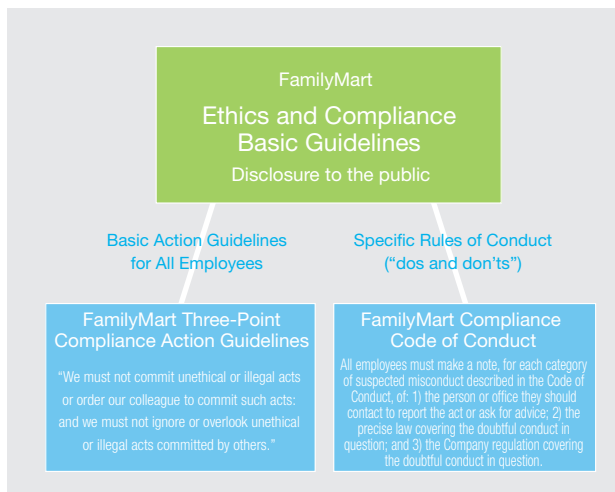 FamilyMart
Ethics and Compliance
Basic Guidelines
Disclosure to the public
Basic Action Guidelines
for All Employees
Specific Rules of Conduct
(“dos and don’ts”)
FamilyMart Three-Point
Compliance Action Guidelines
“We must not commit unethical or illegal acts
or order our colleague to commit such acts:
and we must not ignore or overlook unethical
or illegal acts committed by others.”
FamilyMart Compliance
Code of Conduct
All employees must make a note, for each category
of suspected misconduct described in the Code of
Conduct, of: 1) the person or office they should
contact to report the act or ask for advice; 2) the
precise law covering the doubtful conduct in
question; and 3) the Company regulation covering
the doubtful conduct in question.